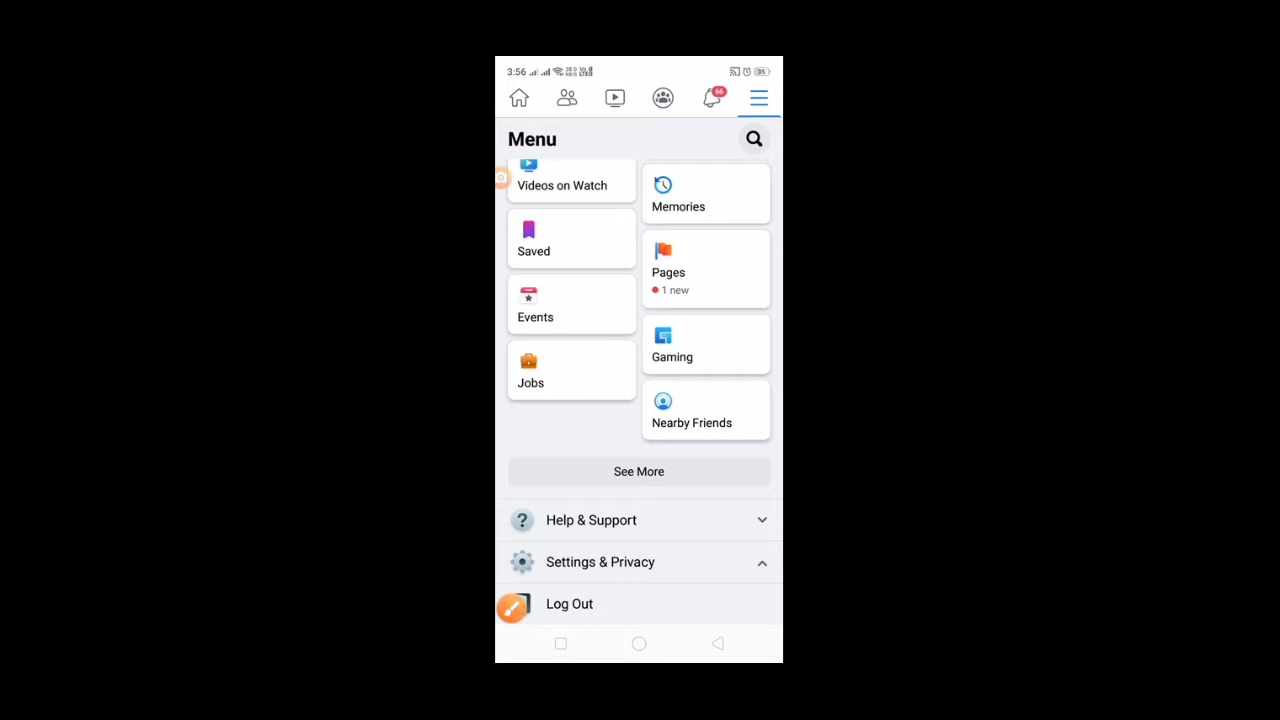 3:56
66
Menu
Videos on Watch
Memories
Saved
Pages
1 new
Events
Gaming
Jobs
Nearby Friends
See More
? Help & Support
Settings & Privacy
Log Out